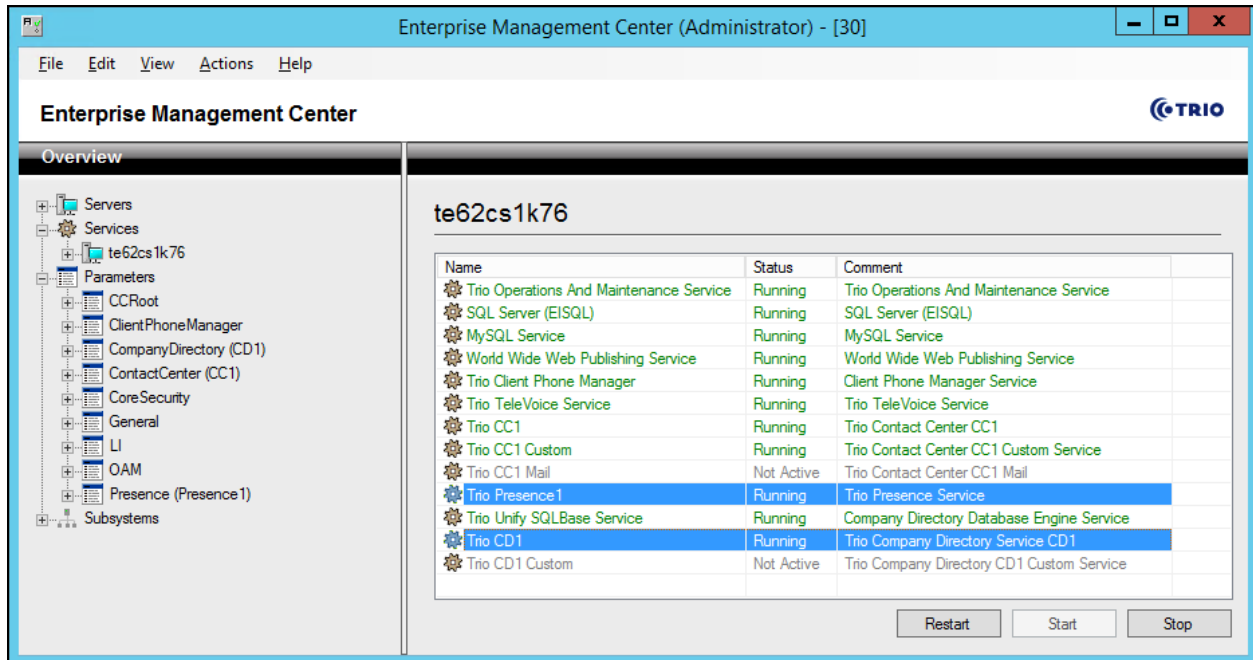 Enterprise Management Center (Administrator) - [30]
File Edit View Actions Help
Enterprise Management Center
TRIO
Overview
Servers
Services
te62cs1k76
Parameters
CCRoot
ClientPhoneManager
CompanyDirectory (CD1)
ContactCenter (CC1)
CoreSecurity
General
LI
OAM
Presence (Presence1)
Subsystems
te62cs1k76
Name Status Comment
Trio Operations And Maintenance Service Running Trio Operations And Maintenance Service
SQL Server (EISQL) Running SQL Server (EISQL)
MySQL Service Running MySQL Service
World Wide Web Publishing Service Running World Wide Web Publishing Service
Trio Client Phone Manager Running Client Phone Manager Service
Trio TeleVoice Service Running Trio TeleVoice Service
Trio CC1 Running Trio Contact Center CC1
Trio CC1 Custom Running Trio Contact Center CC1 Custom Service
Trio CC1 Mail Not Active Trio Contact Center CC1 Mail
Trio Presence1 Running Trio Presence Service
Trio Unify SQLBase Service Running Company Directory Database Engine Service
Trio CD1 Running Trio Company Directory Service CD1
Trio CD1 Custom Not Active Trio Company Directory CD1 Custom Service
Restart Start Stop